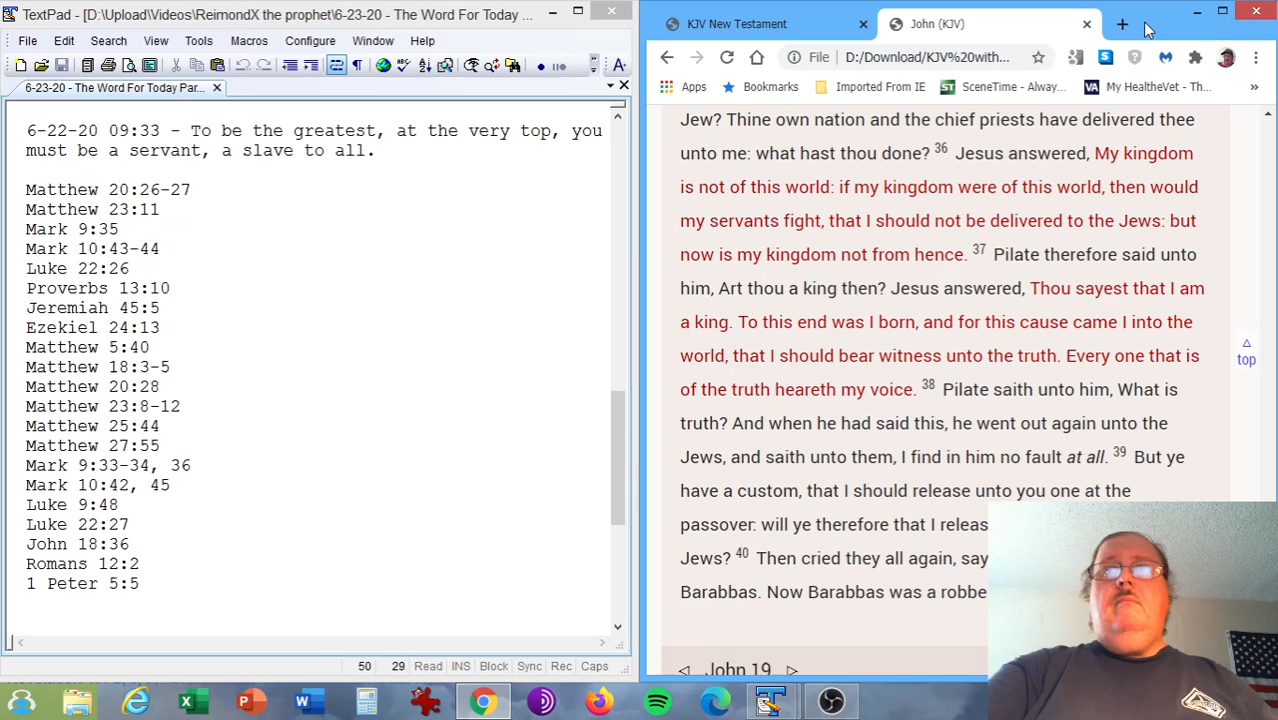 TextPad - [D:\Upload\Videos\ReimondX the prophet\6-23-20 - The Word For Today ...
File Edit Search View Tools Macros Configure Window Help
6-23-20 - The Word For Today Par...
6-22-20 09:33 - To be the greatest, at the very top, you
must be a servant, a slave to all.
Matthew 20:26-27
Matthew 23:11
Mark 9:35
Mark 10:43-44
Luke 22:26
Proverbs 13:10
Jeremiah 45:5
Ezekiel 24:13
Matthew 5:40
Matthew 18:3-5
Matthew 20:28
Matthew 23:8-12
Matthew 25:44
Matthew 27:55
Mark 9:33-34, 36
Mark 10:42, 45
Luke 9:48
Luke 22:27
John 18:36
Romans 12:2
1 Peter 5:5
50 29 Read INS Block Sync Rec Caps
KJV New Testament
John (KJV)
File D:/Download/KJV%20with...
Apps Bookmarks Imported From IE SceneTime - Alway... My HealtheVet - Th...
Jew? Thine own nation and the chief priests have delivered thee
unto me: what hast thou done? 36 Jesus answered, My kingdom
is not of this world: if my kingdom were of this world, then would
my servants fight, that I should not be delivered to the Jews: but
now is my kingdom not from hence. 37 Pilate therefore said unto
him, Art thou a king then? Jesus answered, Thou sayest that I am
a king. To this end was I born, and for this cause came I into the
world, that I should bear witness unto the truth. Every one that is
of the truth heareth my voice. 38 Pilate saith unto him, What is
truth? And when he had said this, he went out again unto the
Jews, and saith unto them, I find in him no fault at all. 39 But ye
have a custom, that I should release unto you one at the
passover: will ye therefore that I releas
Jews? 40 Then cried they all again, say
Barabbas. Now Barabbas was a robbe
John 19
top